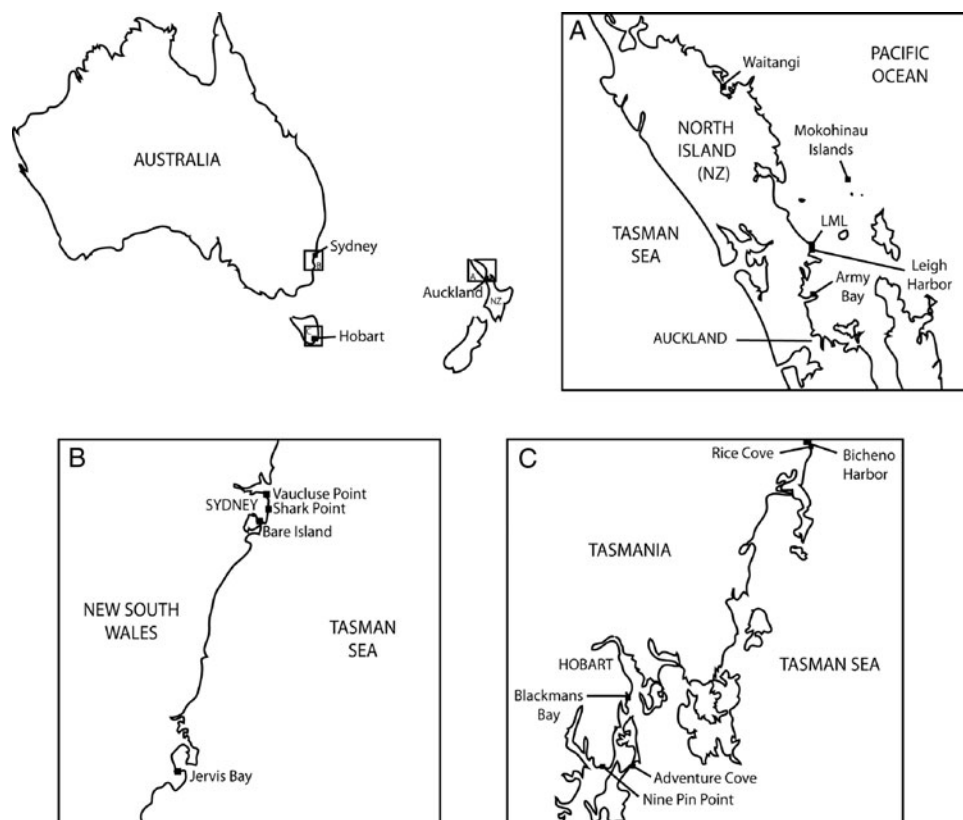 AUSTRALIA
Sydney
B
Hobart
A
Auckland
NZ
A
PACIFIC
OCEAN
Waitangi
NORTH
ISLAND
(NZ)
Mokohinau
Islands
TASMAN
SEA
LML
Leigh
Harbor
Army
Bay
AUCKLAND
B
SYDNEY
Vaucluse Point
Shark Point
Bare Island
NEW SOUTH
WALES
TASMAN
SEA
Jervis Bay
C
Rice Cove
Bicheno
Harbor
TASMANIA
HOBART
TASMAN SEA
Blackmans
Bay
Adventure Cove
Nine Pin Point